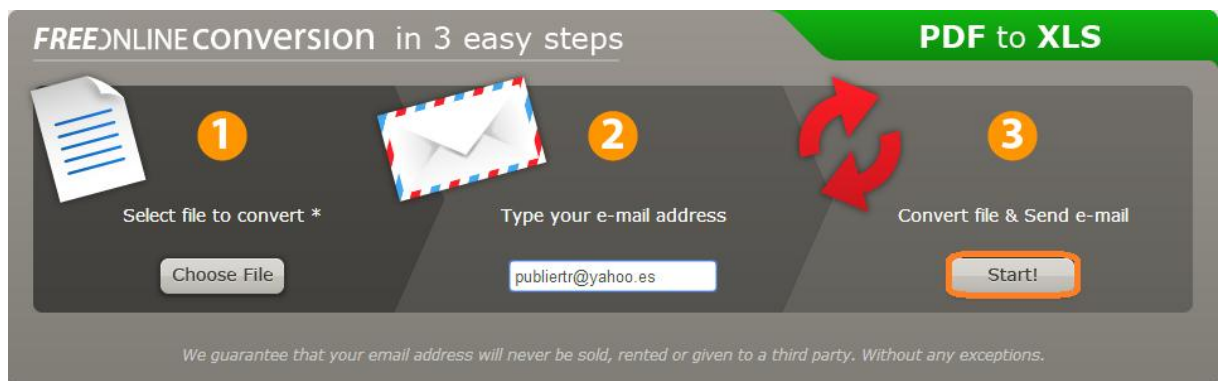 FREE ONLINE CONVERSION in 3 easy steps
PDF to XLS
1
2
3
Select file to convert *
Type your e-mail address
Convert file & Send e-mail
Choose File
publiertr@yahoo.es
Start!
We guarantee that your email address will never be sold, rented or given to a third party. Without any exceptions.